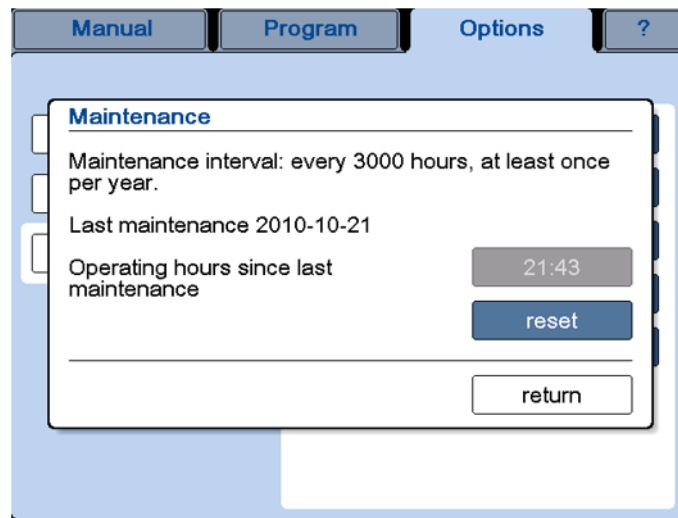 Manual Program Options ?
Maintenance
Maintenance interval: every 3000 hours, at least once
per year.
Last maintenance 2010-10-21
Operating hours since last 21:43
maintenance
reset
return